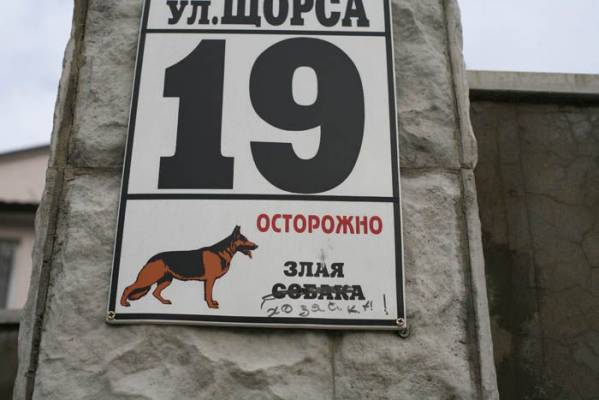 ул.ЩОРСА
19
ОСТОРОЖНО
ЗЛАЯ
СОБАКА
хозяйка!